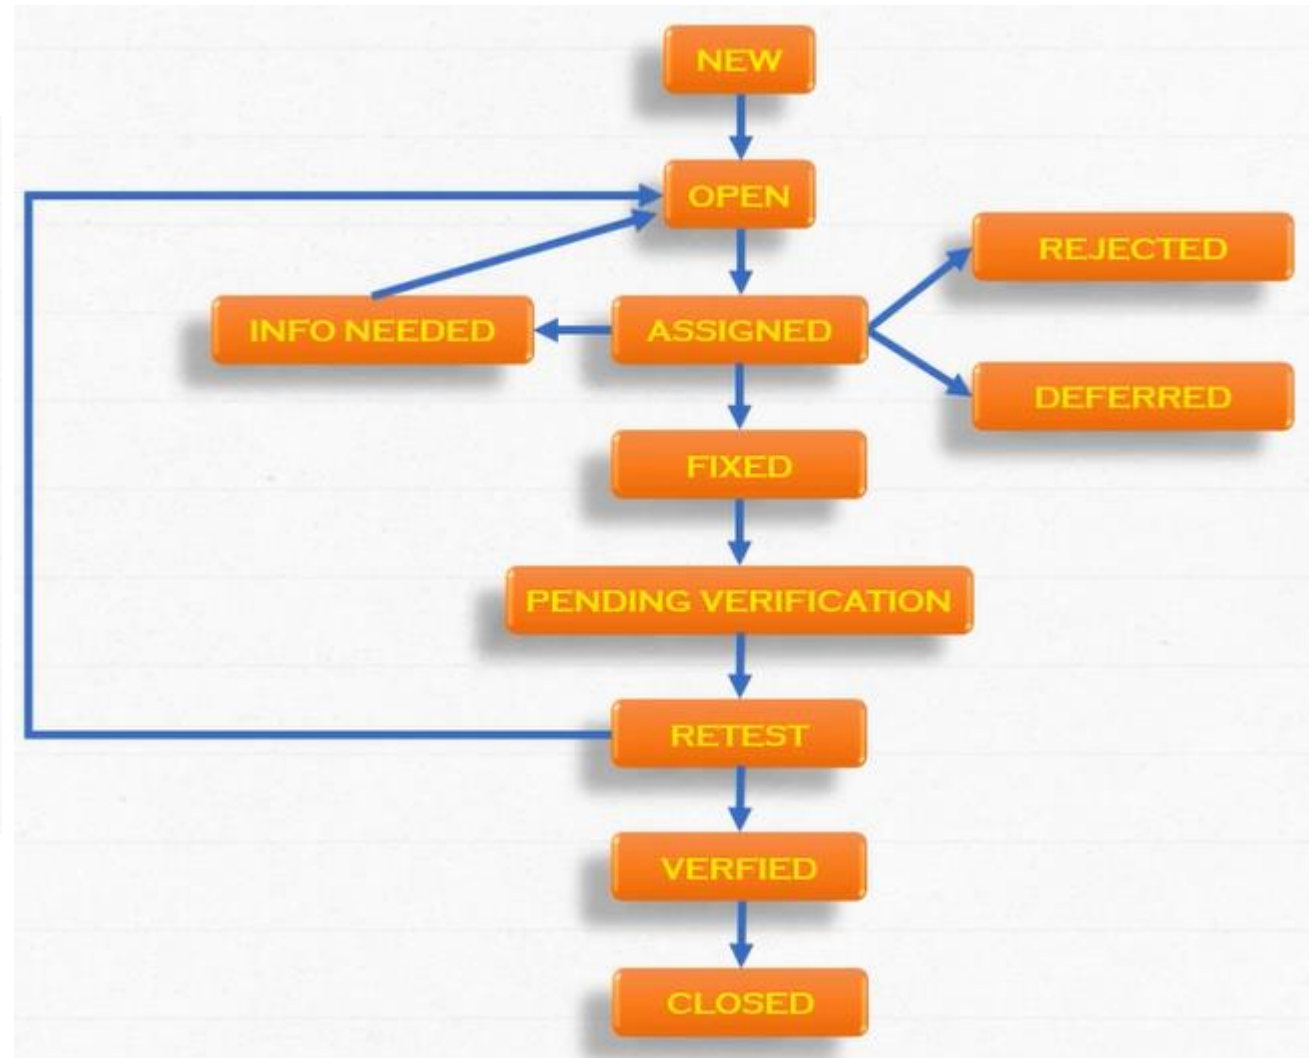 NEW
OPEN
REJECTED
INFO NEEDED
ASSIGNED
DEFERRED
FIXED
PENDING VERIFICATION
RETEST
VERFIED
CLOSED